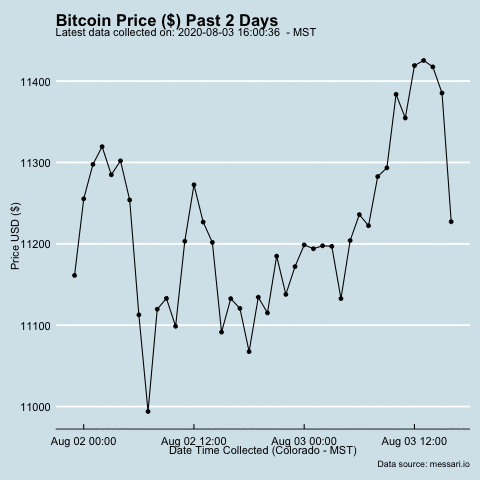 Bitcoin Price ($) Past 2 Days
Latest data collected on: 2020-08-03 16:00:36  - MST
Price USD ($)
11400
11300
11200
11100
11000
Aug 02 00:00
Aug 02 12:00
Aug 03 00:00
Aug 03 12:00
Date Time Collected (Colorado - MST)
Data source: messari.io